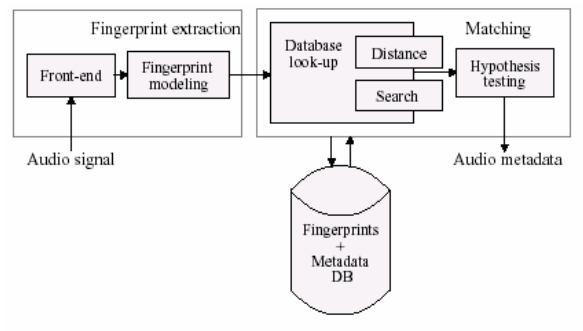 Fingerprint extraction
Front-end
Fingerprint
modeling
Audio signal
Matching
Database
look-up
Distance
Search
Hypothesis
testing
Audio metadata
Fingerprints
+
Metadata
DB